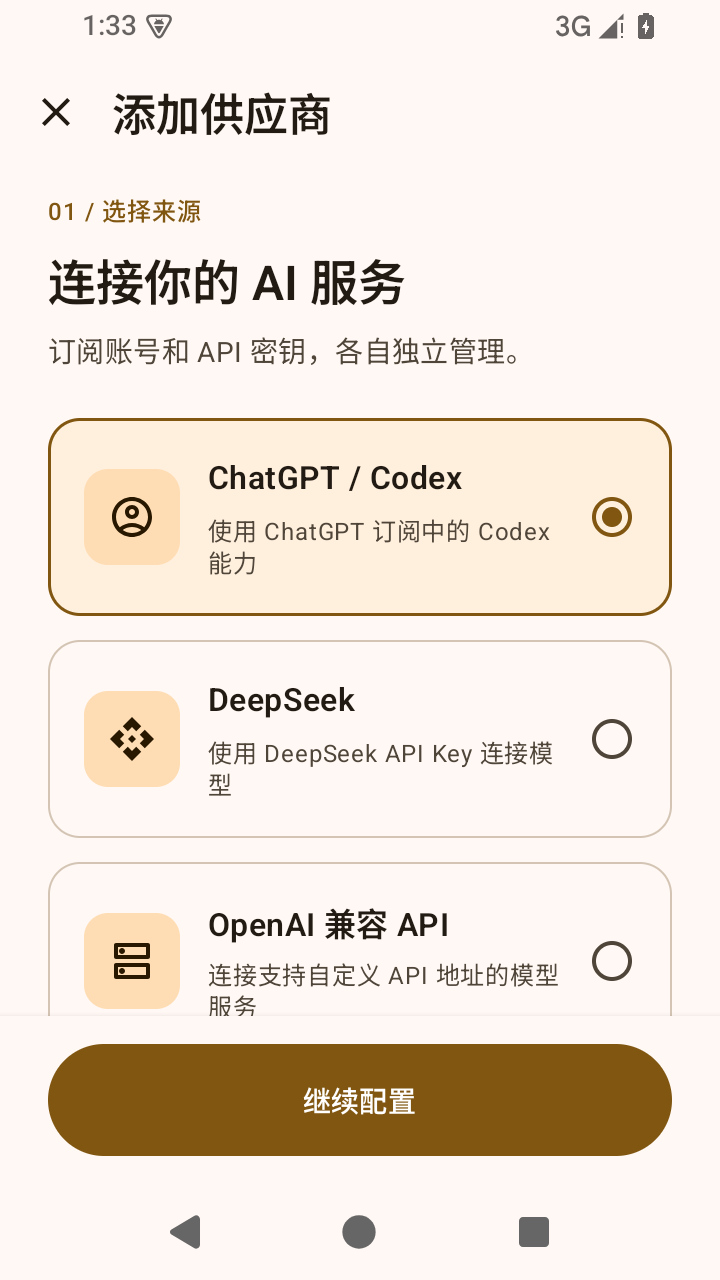 1:33
3G
添加供应商
01 / 选择来源
连接你的 AI 服务
订阅账号和 API 密钥，各自独立管理。
ChatGPT / Codex
使用 ChatGPT 订阅中的 Codex
能力
DeepSeek
使用 DeepSeek API Key 连接模
型
OpenAI 兼容 API
连接支持自定义 API 地址的模型
服务
继续配置